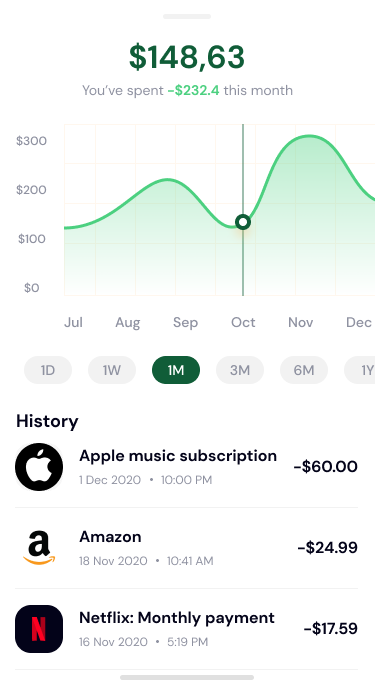 $148,63
You've spent -$232.4 this month
$300
$200
$100
$0
Jul Aug Sep Oct Nov Dec
1D 1W 1M 3M 6M 1Y
History
Apple music subscription -$60.00
1 Dec 2020 • 10:00 PM
a
Amazon -$24.99
18 Nov 2020 • 10:41 AM
N
Netflix: Monthly payment -$17.59
16 Nov 2020 • 5:19 PM